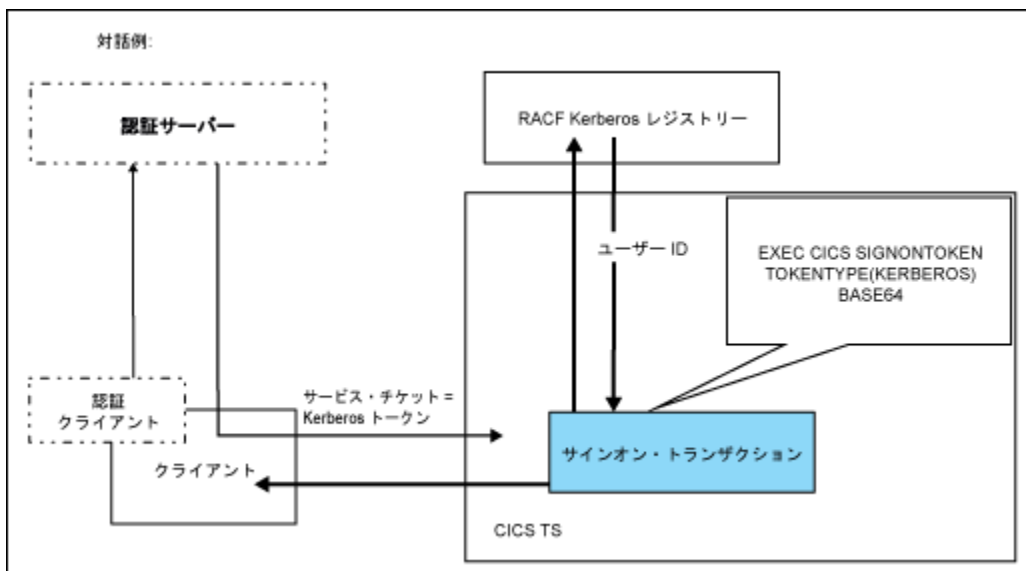 対話例:
認証サーバー
RACF Kerberos レジストリー
ユーザー ID
EXEC CICS SIGNONTOKEN
TOKENTYPE(KERBEROS)
BASE64
認証
クライアント
サービス・チケット =
Kerberos トークン
クライアント
サインオン・トランザクション
CICS TS